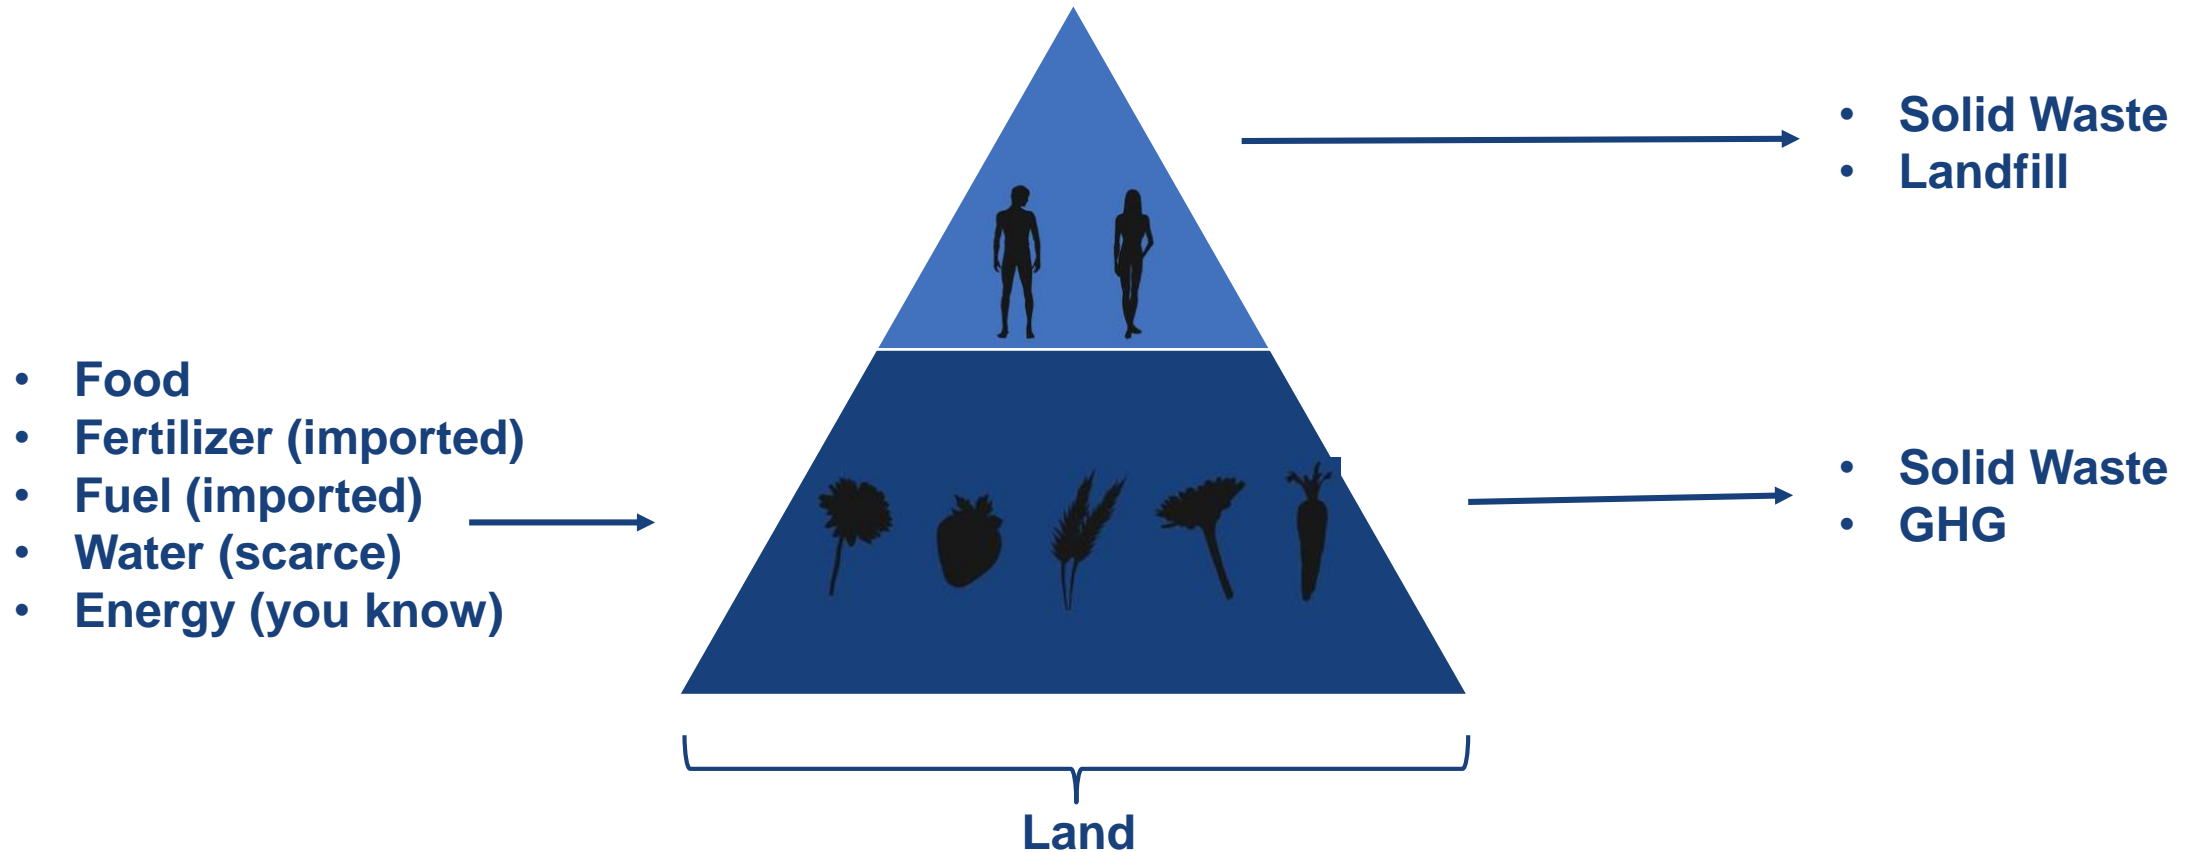 • Solid Waste
• Landfill
• Food
• Fertilizer (imported)
• Fuel (imported)
• Water (scarce)
• Energy (you know)
• Solid Waste
• GHG
Land